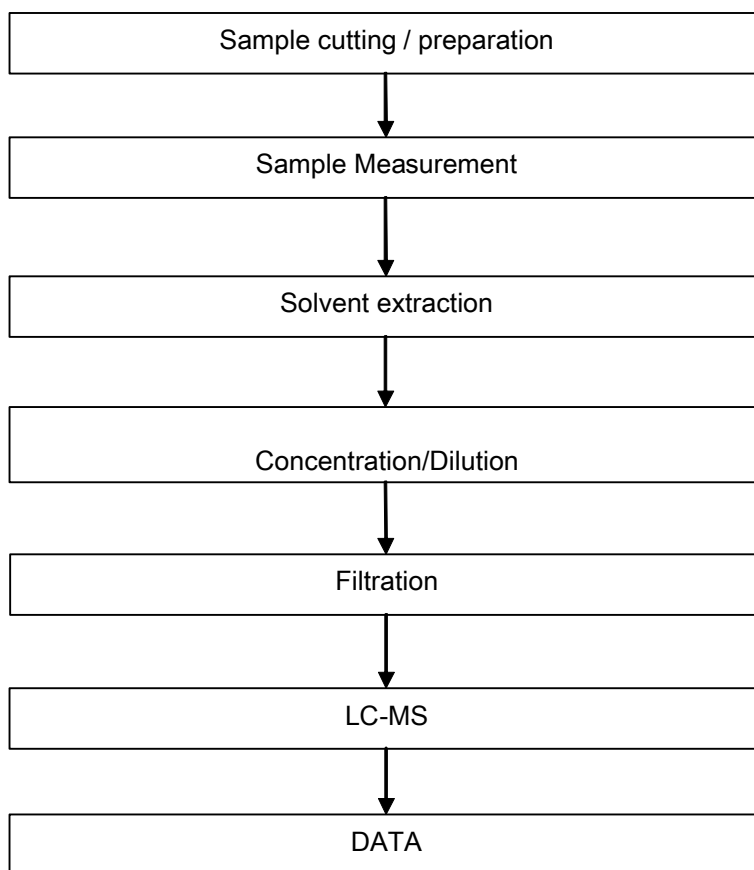 Sample cutting / preparation
Sample Measurement
Solvent extraction
Concentration/Dilution
Filtration
LC-MS
DATA